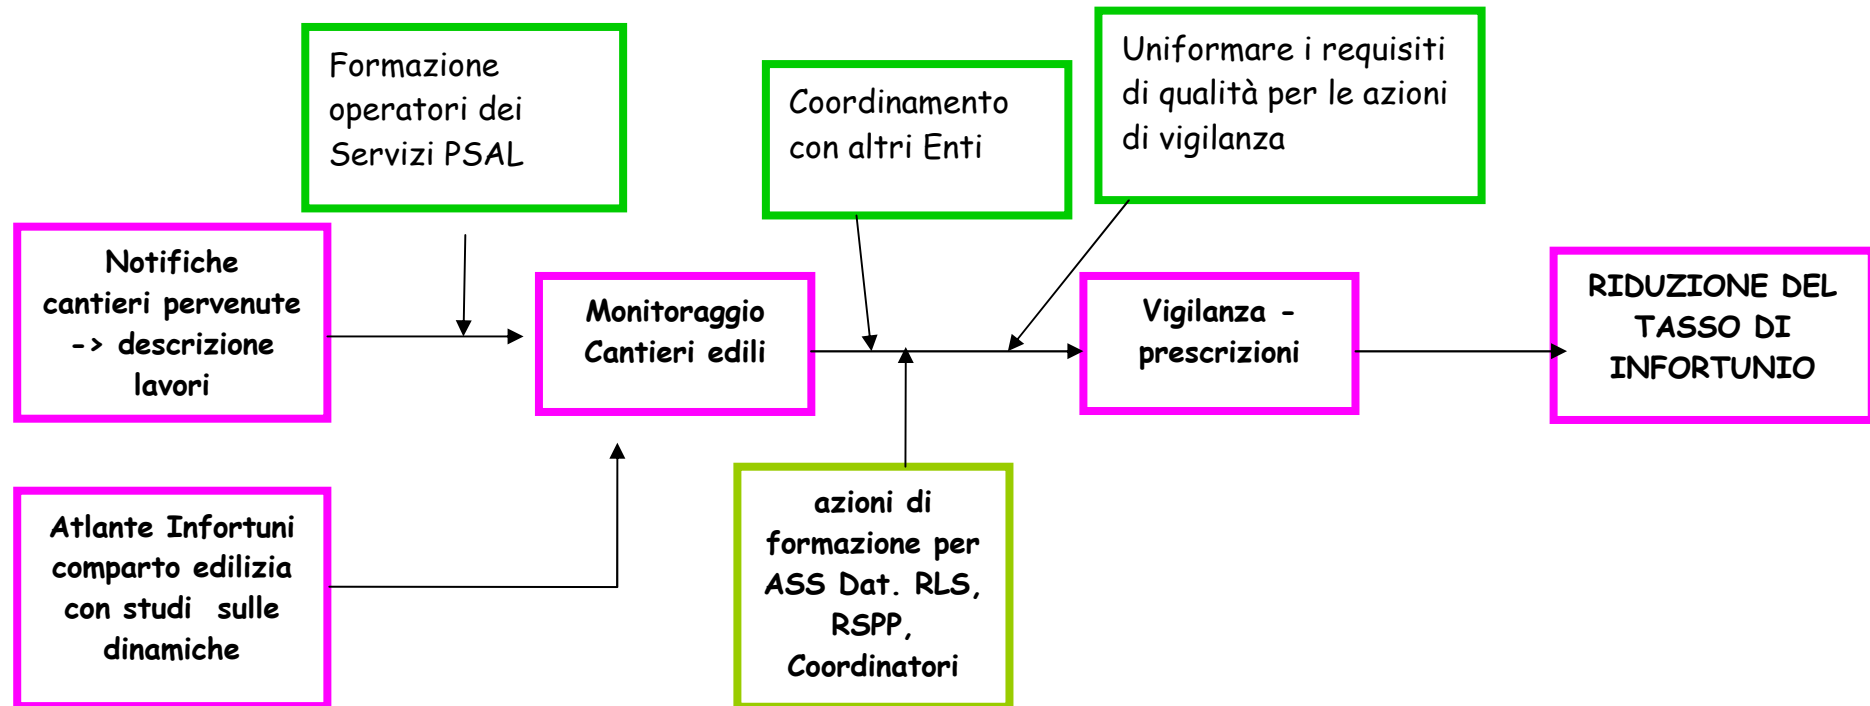 Formazione
operatori dei
Servizi PSAL
Coordinamento
con altri Enti
Uniformare i requisiti
di qualità per le azioni
di vigilanza
Notifiche
cantieri pervenute
-> descrizione
lavori
Monitoraggio
Cantieri edili
Vigilanza -
prescrizioni
RIDUZIONE DEL
TASSO DI
INFORTUNIO
Atlante Infortuni
comparto edilizia
con studi sulle
dinamiche
azioni di
formazione per
ASS Dat. RLS,
RSPP,
Coordinatori